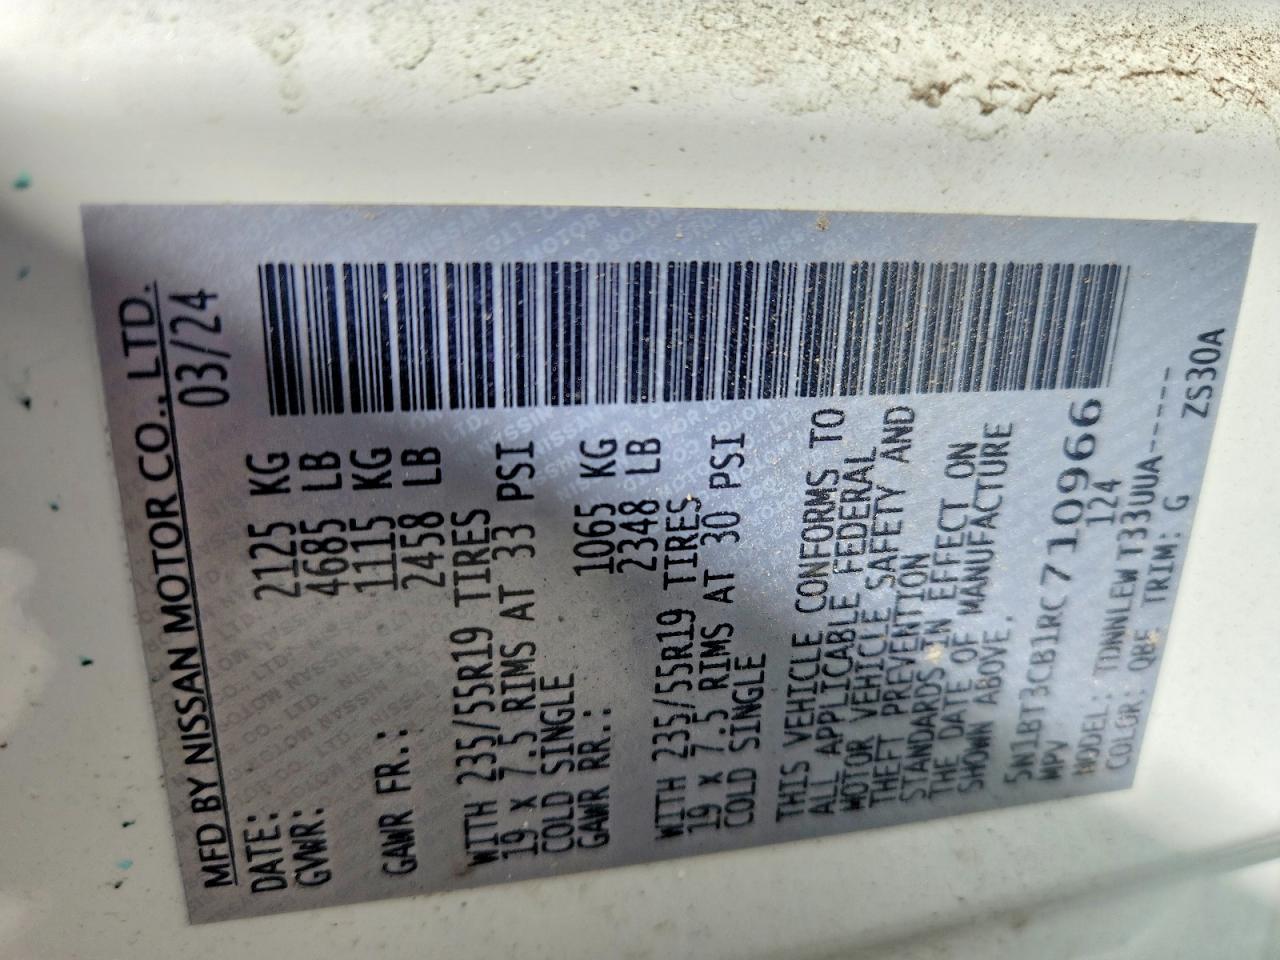 MFD BY NISSAN MOTOR CO., LTD.
DATE: 03/24
GVWR: 2125 KG
4685 LB
GAWR FR.: 1115 KG
2458 LB
WITH 235/55R19 TIRES
19 X 7.5 RIMS AT 33 PSI
COLD SINGLE
GAWR RR.: 1065 KG
2348 LB
WITH 235/55R19 TIRES
19 X 7.5 RIMS AT 30 PSI
COLD SINGLE
THIS VEHICLE CONFORMS TO
ALL APPLICABLE FEDERAL
MOTOR VEHICLE SAFETY AND
THEFT PREVENTION
STANDARDS IN EFFECT ON
THE DATE OF MANUFACTURE
SHOWN ABOVE.
5N1BT3CB1RC710966
MPV 124
MODEL: TDNNLEWT33UUA-----
COLOR: QBE TRIM: G ZS30A